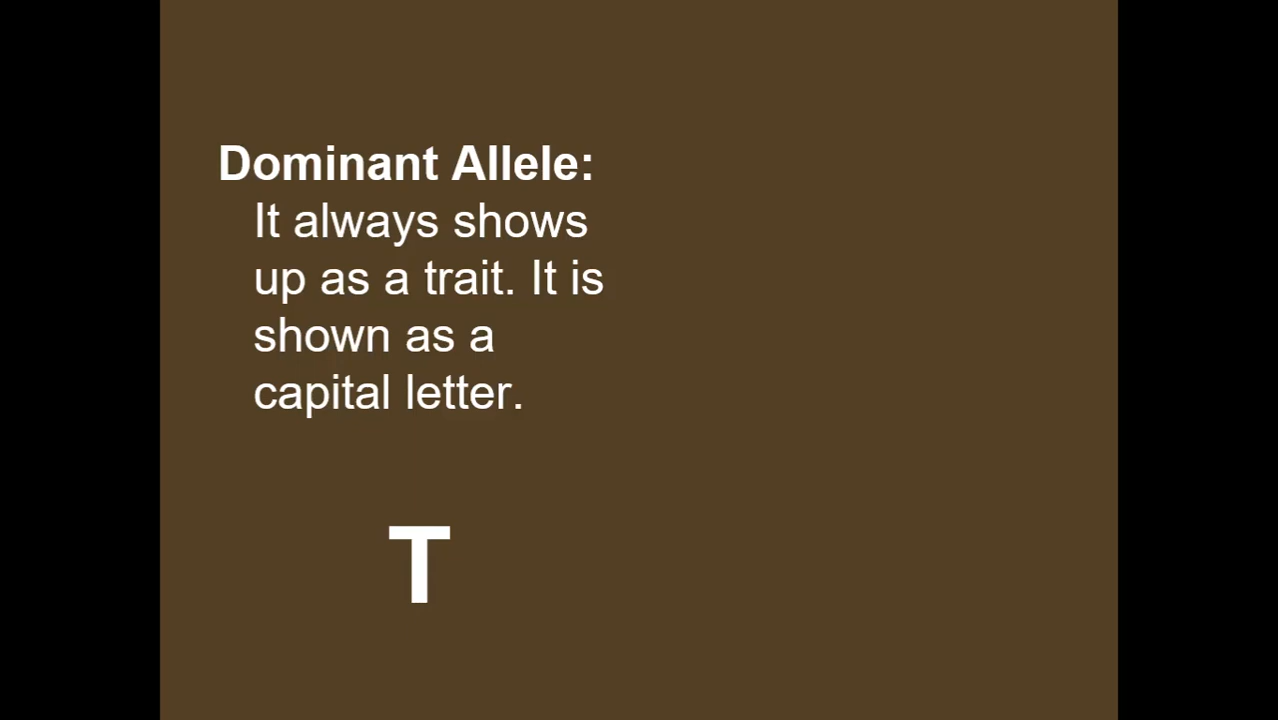 Dominant Allele:
It always shows
up as a trait. It is
shown as a
capital letter.
T